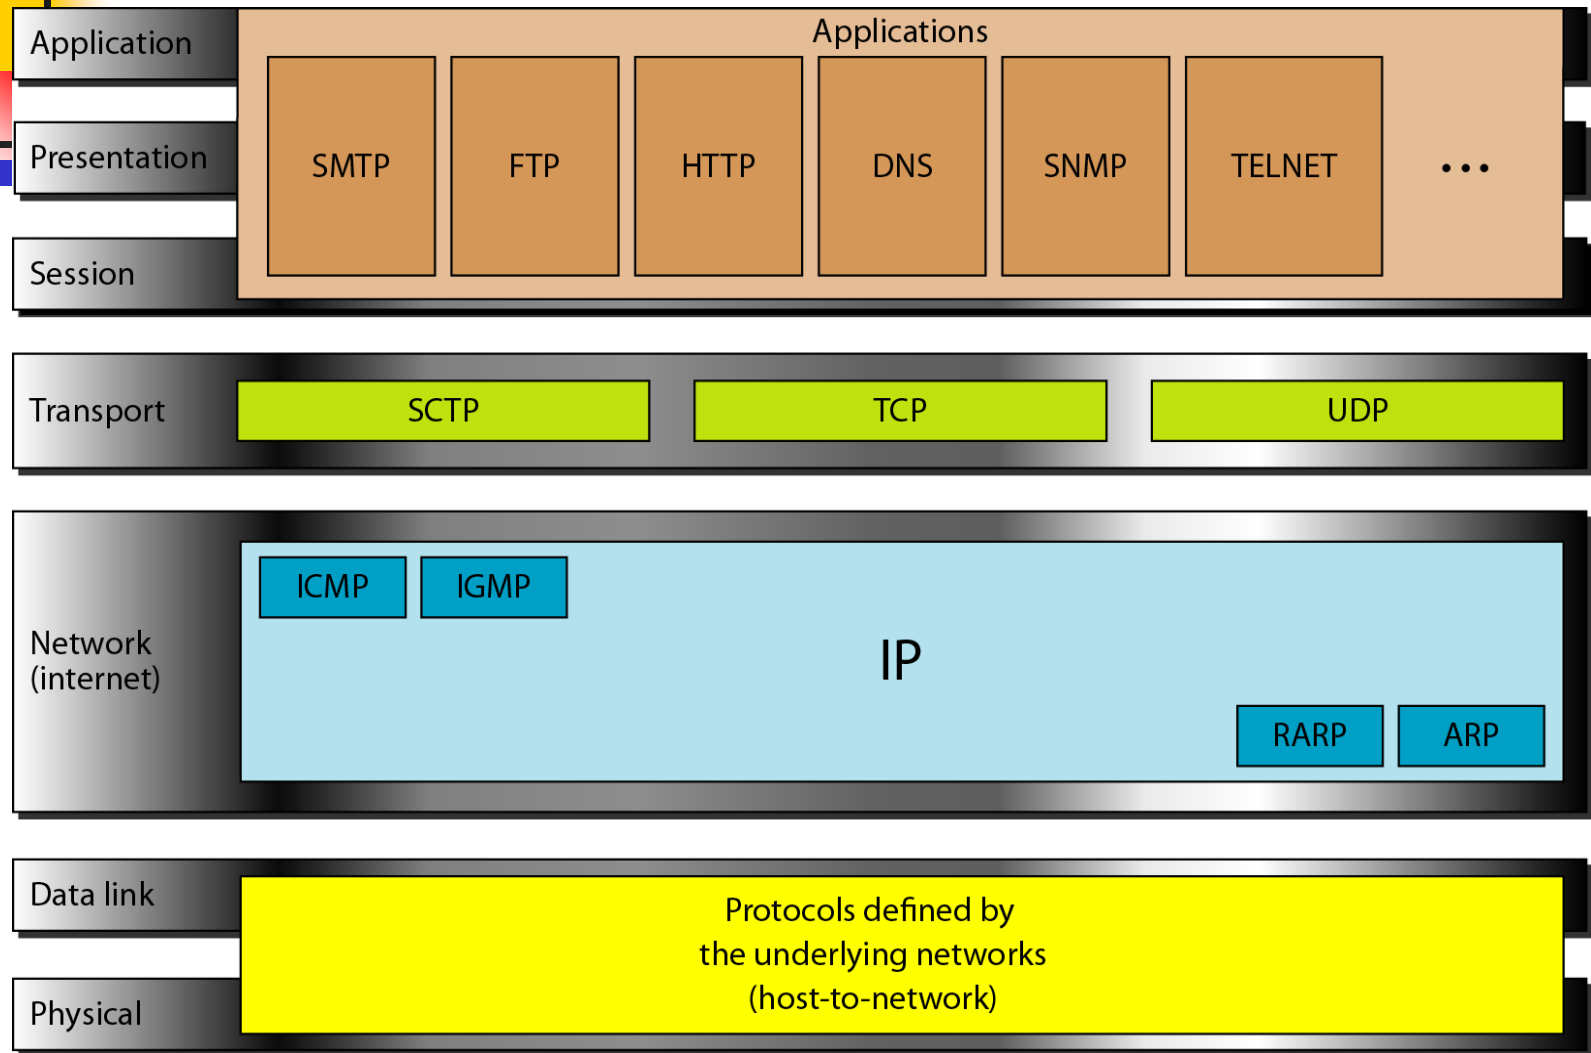 Application
Applications
Presentation
SMTP
FTP
HTTP
DNS
SNMP
TELNET
...
Session
Transport
SCTP
TCP
UDP
Network
(internet)
ICMP
IGMP
IP
RARP
ARP
Data link
Protocols defined by
the underlying networks
(host-to-network)
Physical